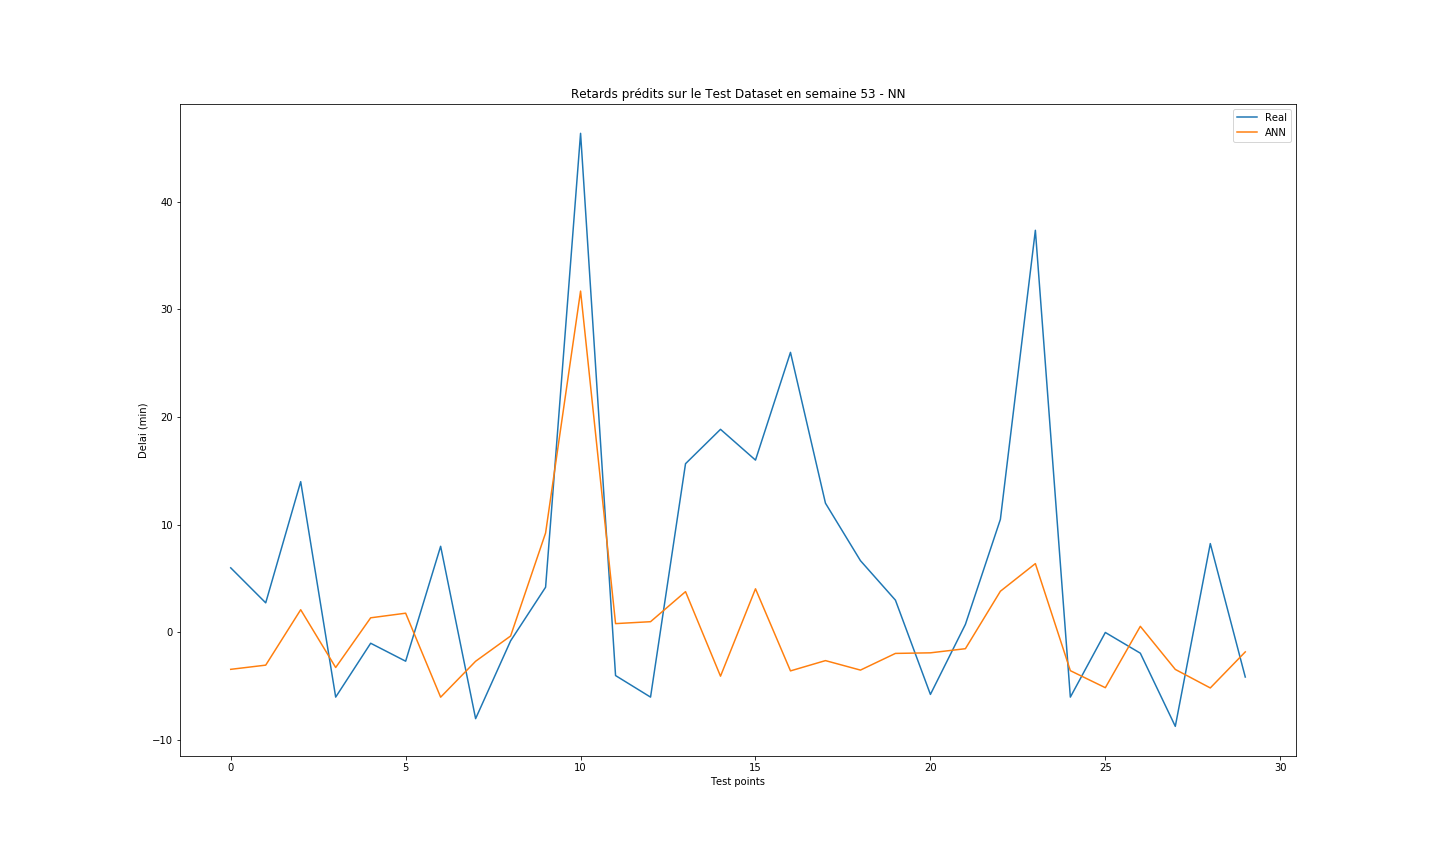 Retards prédits sur le Test Dataset en semaine 53 - NN
Real
ANN
40
30
20
10
0
−10
Delai (min)
0 5 10 15 20 25 30
Test points